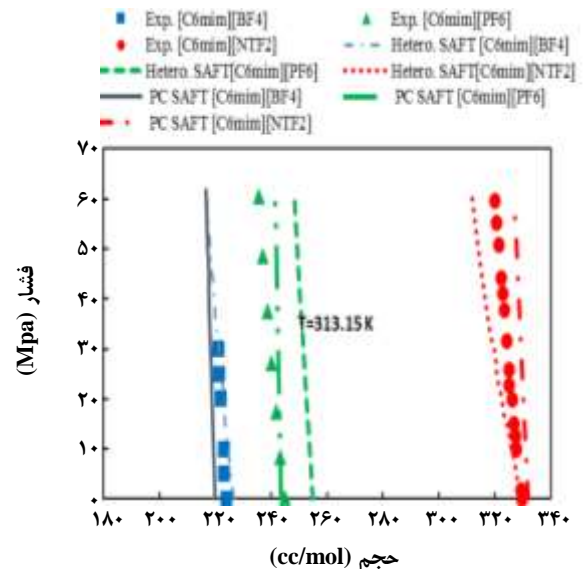 Exp. [C6mim][BF4]
Exp. [C6mim][PF6]
Exp. [C6mim][NTF2]
Hetero. SAFT [C6mim][BF4]
Hetero. SAFT[C6mim][PF6]
Hetero. SAFT[C6mim][NTF2]
PC SAFT [C6mim][BF4]
PC SAFT [C6mim][PF6]
PC SAFT [C6mim][NTF2]
۷۰
۶۰
۵۰
۴۰
۳۰
۲۰
۱۰
۰
فشار (Mpa)
T=313.15K
۱۸۰ ۲۰۰ ۲۲۰ ۲۴۰ ۲۶۰ ۲۸۰ ۳۰۰ ۳۲۰ ۳۴۰
حجم (cc/mol)